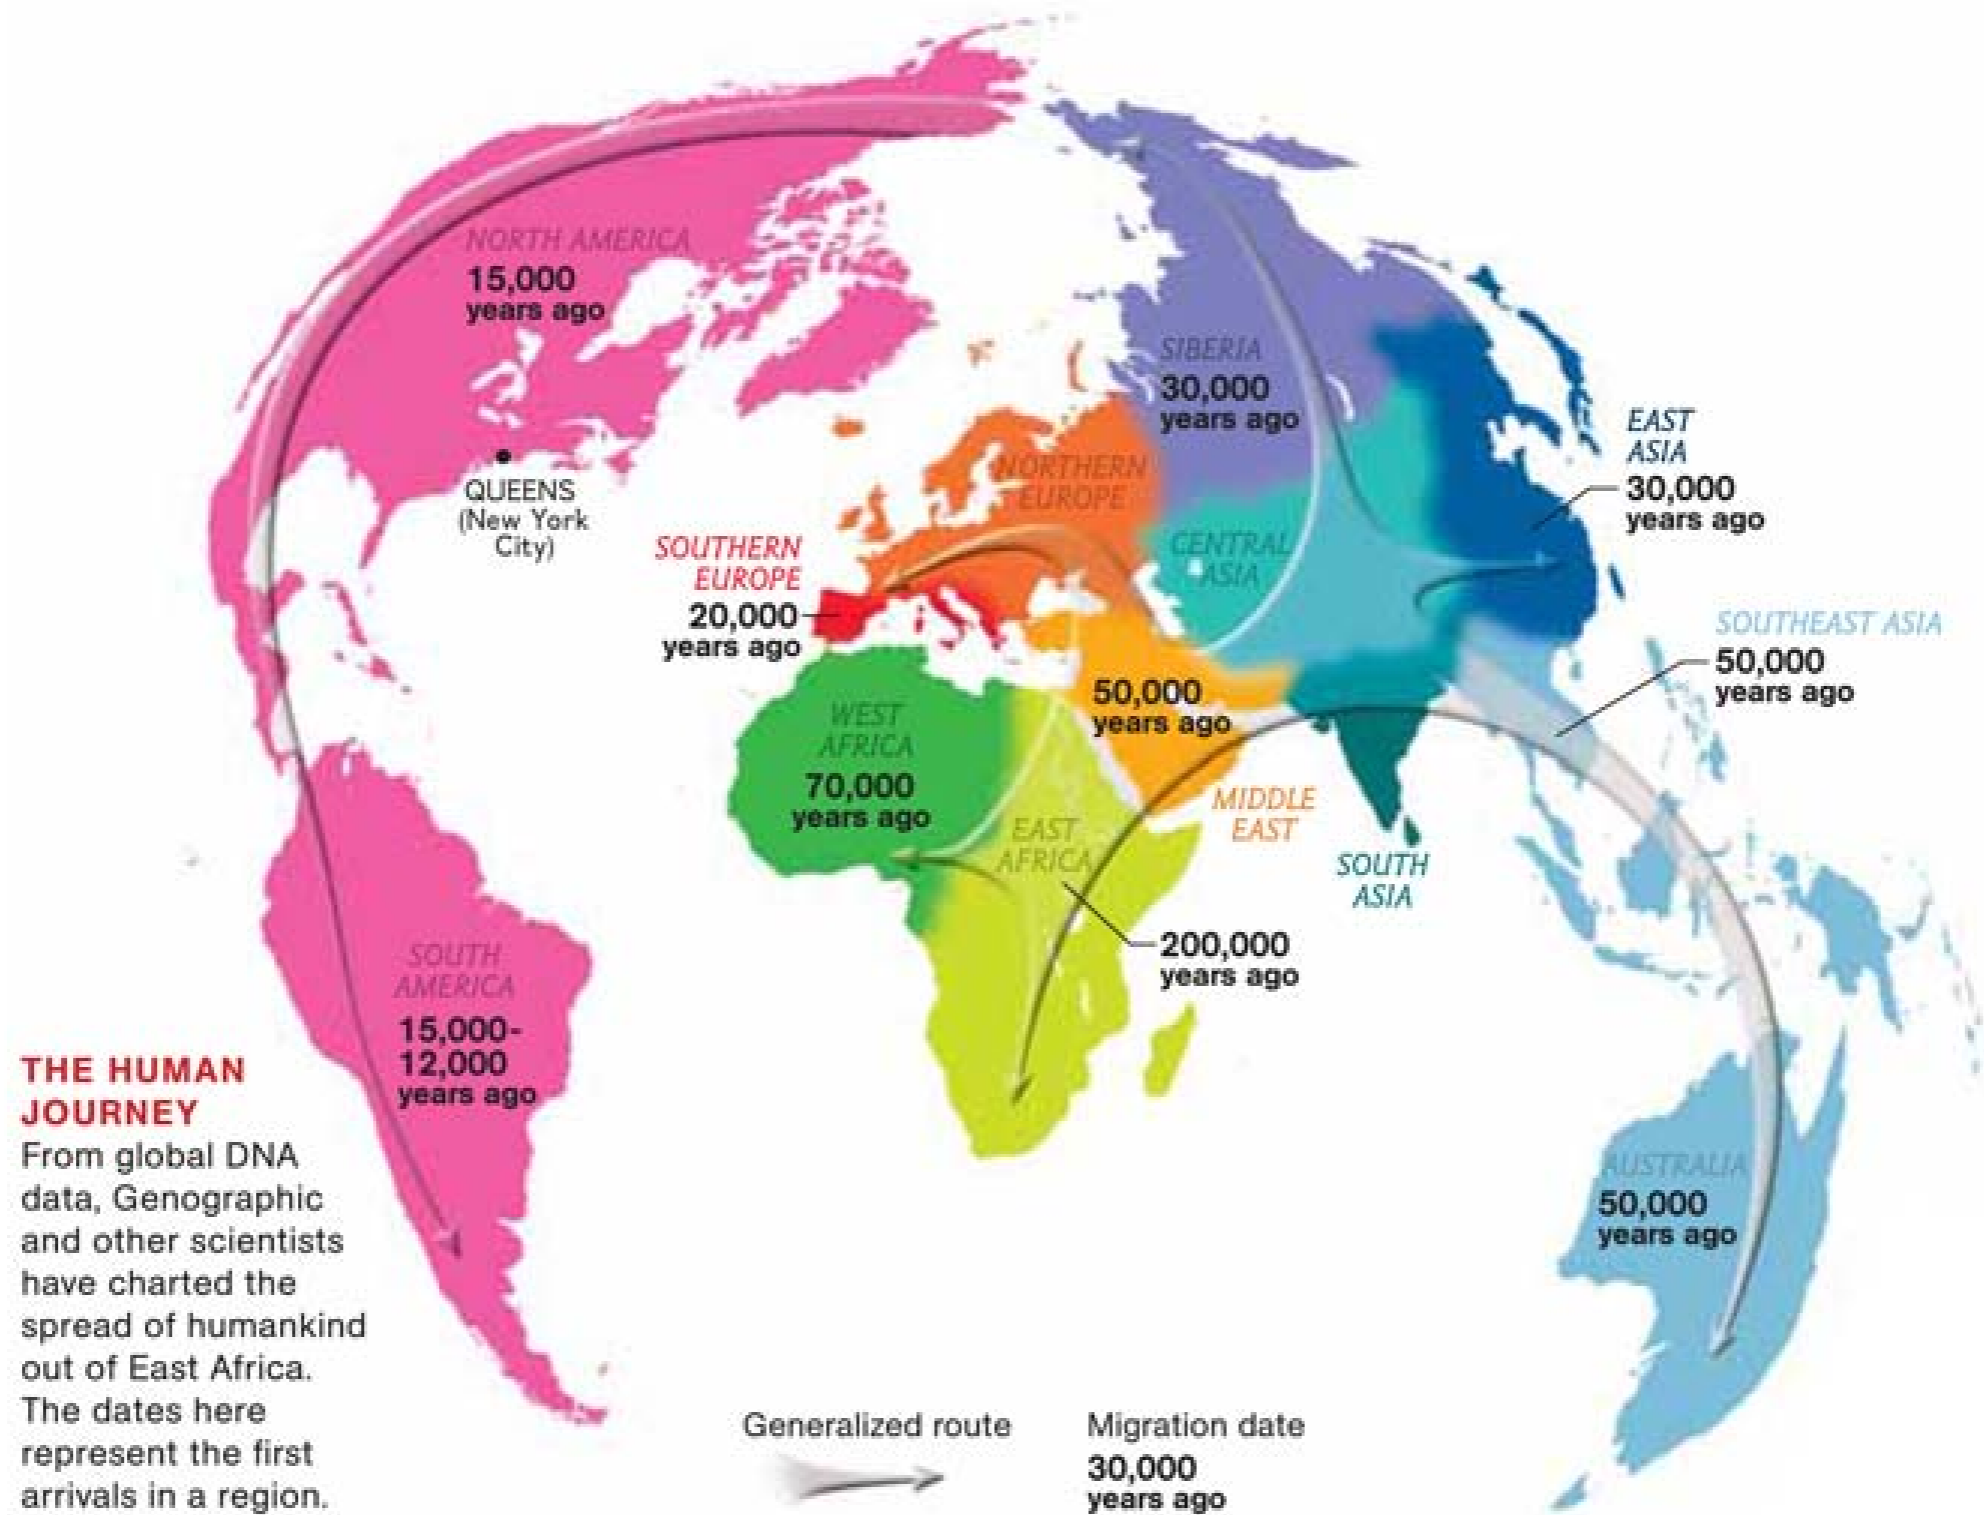 NORTH AMERICA
15,000
years ago
QUEENS
(New York
City)
SIBERIA
30,000
years ago
EAST
ASIA
30,000
years ago
NORTHERN
EUROPE
SOUTHERN
EUROPE
20,000
years ago
CENTRAL
ASIA
SOUTHEAST ASIA
50,000
years ago
50,000
years ago
MIDDLE
EAST
WEST
AFRICA
70,000
years ago
EAST
AFRICA
200,000
years ago
SOUTH
ASIA
SOUTH
AMERICA
15,000-
12,000
years ago
AUSTRALIA
50,000
years ago
THE HUMAN
JOURNEY
From global DNA
data, Genographic
and other scientists
have charted the
spread of humankind
out of East Africa.
The dates here
represent the first
arrivals in a region.
Generalized route
Migration date
30,000
years ago